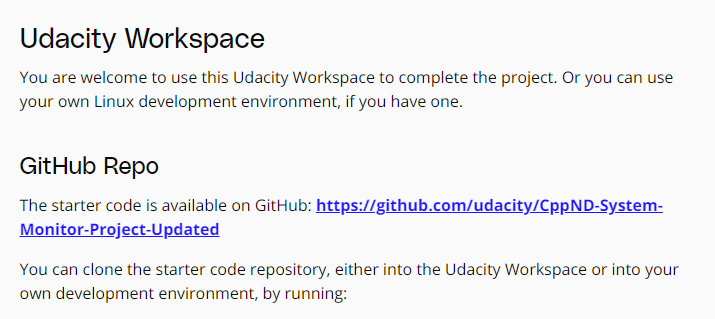 Udacity Workspace
You are welcome to use this Udacity Workspace to complete the project. Or you can use
your own Linux development environment, if you have one.
GitHub Repo
The starter code is available on GitHub: https://github.com/udacity/CppND-System-
Monitor-Project-Updated
You can clone the starter code repository, either into the Udacity Workspace or into your
own development environment, by running: